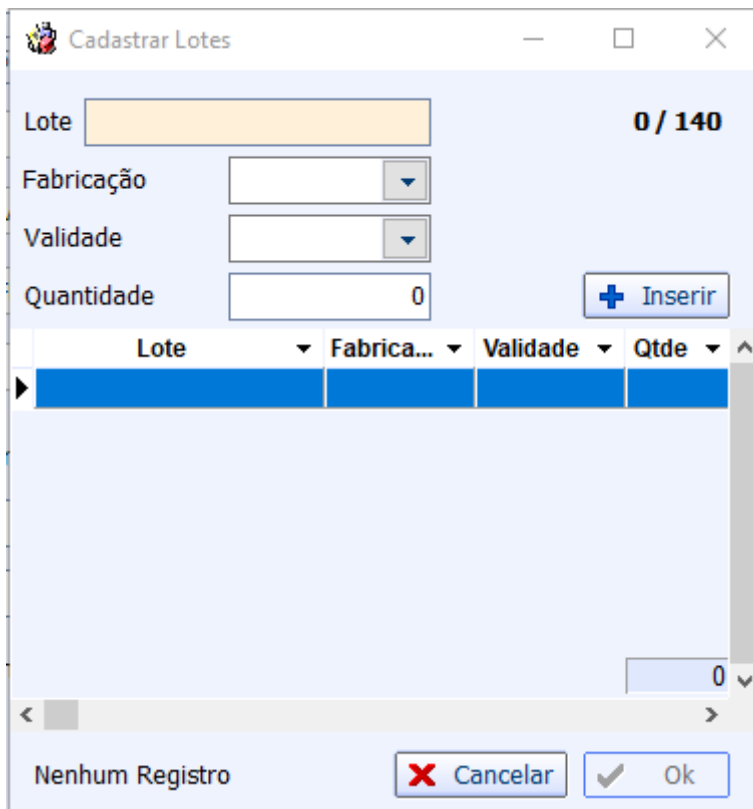 Cadastrar Lotes
Lote 0 / 140
Fabricação
Validade
Quantidade 0 Inserir
Lote Fabrica... Validade Qtde
0
Nenhum Registro Cancelar Ok